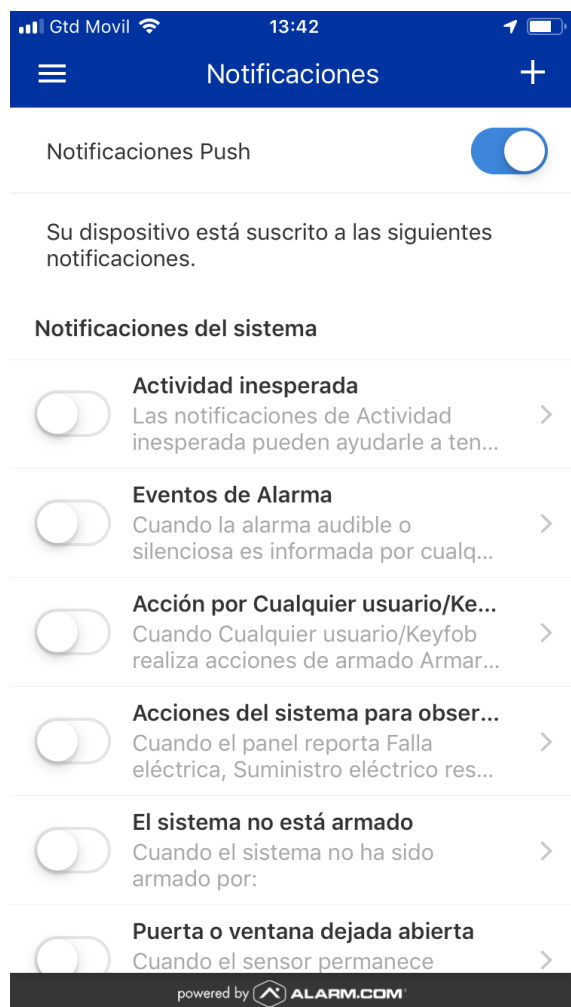 Gtd Movil 13:42
Notificaciones
Notificaciones Push
Su dispositivo está suscrito a las siguientes
notificaciones.
Notificaciones del sistema
Actividad inesperada
Las notificaciones de Actividad
inesperada pueden ayudarle a ten...
Eventos de Alarma
Cuando la alarma audible o
silenciosa es informada por cualq...
Acción por Cualquier usuario/Ke...
Cuando Cualquier usuario/Keyfob
realiza acciones de armado Armar...
Acciones del sistema para obser...
Cuando el panel reporta Falla
eléctrica, Suministro eléctrico res...
El sistema no está armado
Cuando el sistema no ha sido
armado por:
Puerta o ventana dejada abierta
Cuando el sensor permanece
powered by ALARM.COM